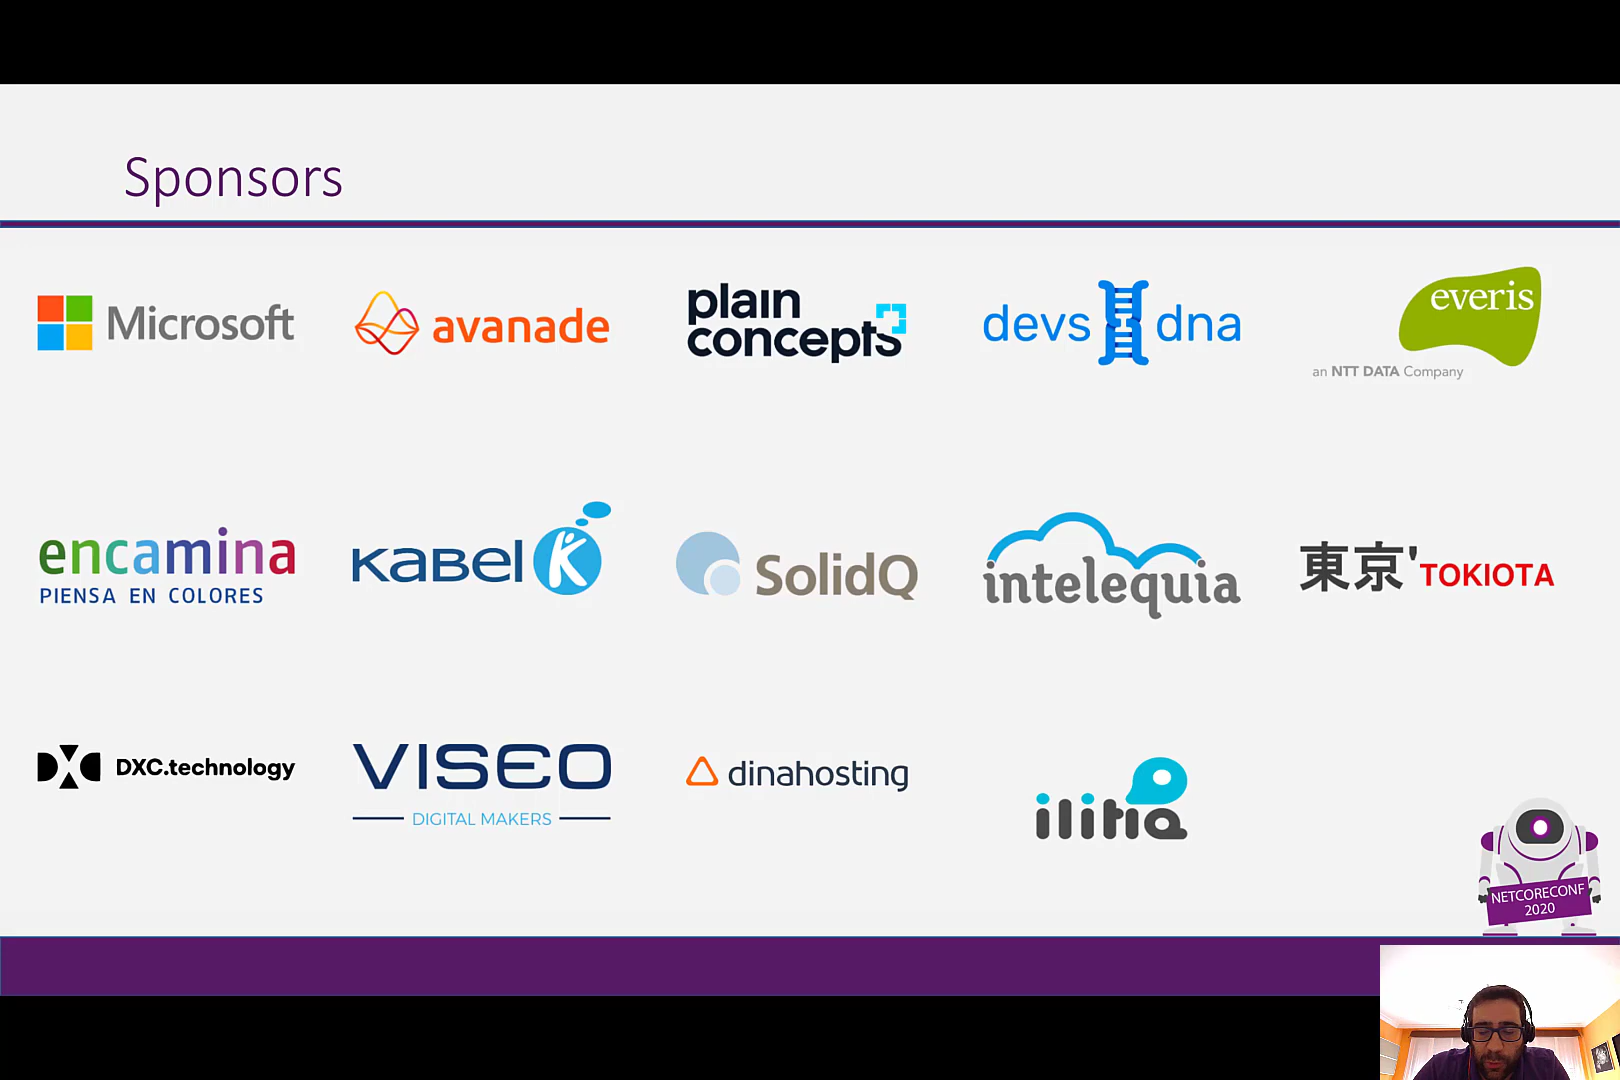 Sponsors
Microsoft
avanade
plain
concepts
devs dna
everis
an NTT DATA Company
encamina
PIENSA EN COLORES
KABEL K
SolidQ
intelequia
東京'TOKIOTA
DXC.technology
VISEO
DIGITAL MAKERS
dinahosting
ilitia
NETCORECONF
2020